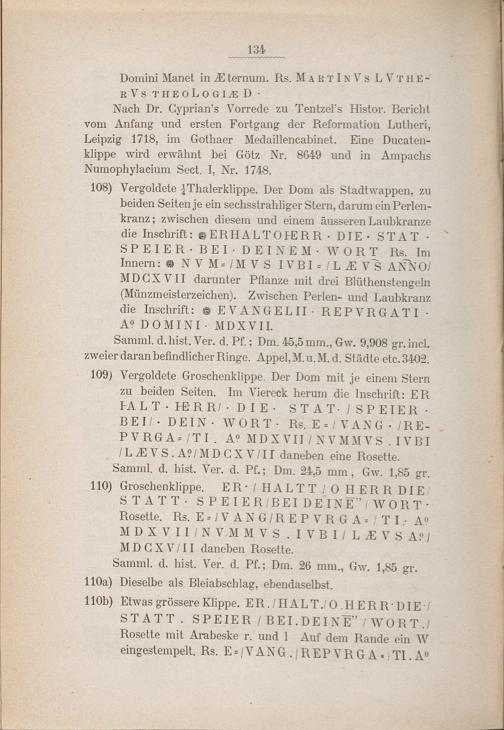 134
Domini Manet in Æternum. Rs. MARTINVS LVTHE-
RVS THEOLOGIÆ D ·
Nach Dr. Cyprian's Vorrede zu Tentzel's Histor. Bericht
vom Anfang und ersten Fortgang der Reformation Lutheri,
Leipzig 1718, im Gothaer Medaillencabinet. Eine Ducaten-
klippe wird erwähnt bei Götz Nr. 8649 und in Ampachs
Numophylacium Sect. I, Nr. 1748.
108) Vergoldete ¼ Thalerklippe. Der Dom als Stadtwappen, zu
beiden Seiten je ein sechsstrahliger Stern, darum ein Perlen-
kranz; zwischen diesem und einem äusseren Laubkranze
die Inschrift: ERHALT O HERR · DIE · STAT ·
SPEIER · BEI · DEINEM · WORT Rs. Im
Innern: NVM=/MVS IVBI=/LÆVS ANNO/
MDCXVII darunter Pflanze mit drei Blüthenstengeln
(Münzmeisterzeichen). Zwischen Perlen- und Laubkranz
die Inschrift: EVANGELII · REPVRGATI ·
Aº DOMINI · MDXVII.
Samml. d. hist. Ver. d. Pf.; Dm. 45,5 mm., Gw. 9,908 gr. incl.
zweier daran befindlicher Ringe. Appel, M. u. M. d. Städte etc. 3402.
109) Vergoldete Groschenklippe. Der Dom mit je einem Stern
zu beiden Seiten. Im Viereck herum die Inschrift: ER
HALT · HERR/ · DIE · STAT · / SPEIER ·
BEI/ · DEIN · WORT · Rs. E=/VANG · /RE-
PVRGA=/TI . Aº MDXVII/NVMMVS . IVBI
/LÆVS . Aº/MDCXV/II daneben eine Rosette.
Samml. d. hist. Ver. d. Pf.; Dm. 24,5 mm, Gw. 1,85 gr.
110) Groschenklippe. ER · / HALTT / O HERR DIE/
STATT · SPEIER/BEI DEINE" / WORT ·
Rosette. Rs. E=/VANG/REPVRGA=/TI · Aº
MDXVII/NVMMVS . IVBI/LÆVS Aº/
MDCXV/II daneben Rosette.
Samml. d. hist. Ver. d. Pf.; Dm. 26 mm., Gw. 1,85 gr.
110a) Dieselbe als Bleiabschlag, ebendaselbst.
110b) Etwas grössere Klippe. ER./HALT./O.HERR·DIE·/
STATT . SPEIER / BEI.DEINE" / WORT./
Rosette mit Arabeske r. und l Auf dem Rande ein W
eingestempelt. Rs. E=/VANG./REPVRGA=/TI.Aº